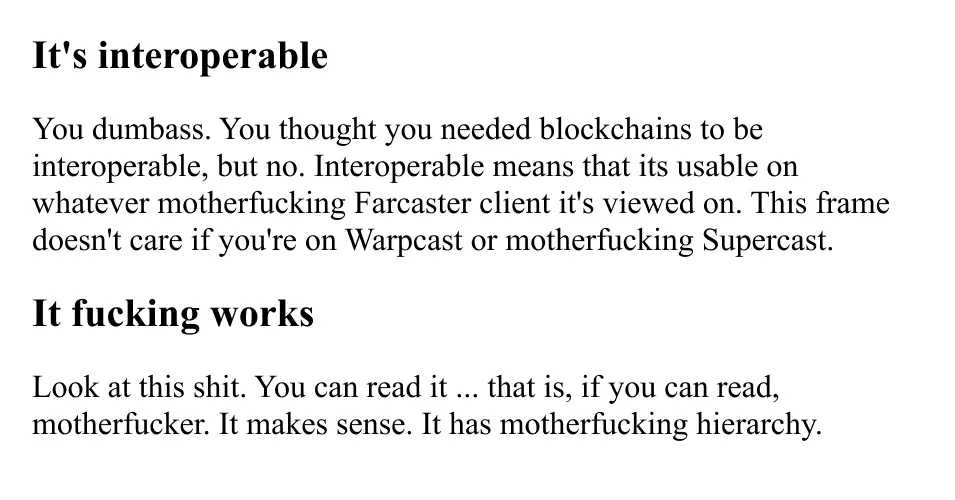 It's interoperable
You dumbass. You thought you needed blockchains to be
interoperable, but no. Interoperable means that its usable on
whatever motherfucking Farcaster client it's viewed on. This frame
doesn't care if you're on Warpcast or motherfucking Supercast.
It fucking works
Look at this shit. You can read it ... that is, if you can read,
motherfucker. It makes sense. It has motherfucking hierarchy.